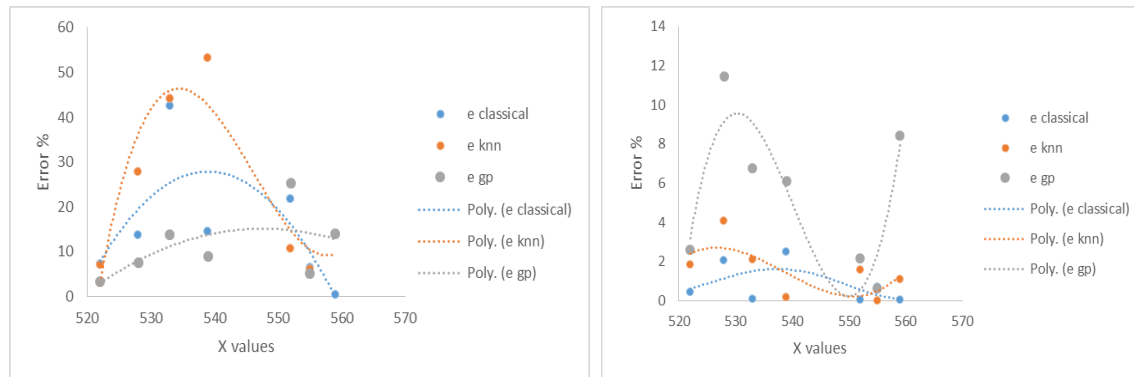 60
50
40
30
20
10
0
520 530 540 550 560 570
Error %
X values
e classical
e knn
e gp
Poly. (e classical)
Poly. (e knn)
Poly. (e gp)
14
12
10
8
6
4
2
0
520 530 540 550 560 570
Error %
X values
e classical
e knn
e gp
Poly. (e classical)
Poly. (e knn)
Poly. (e gp)